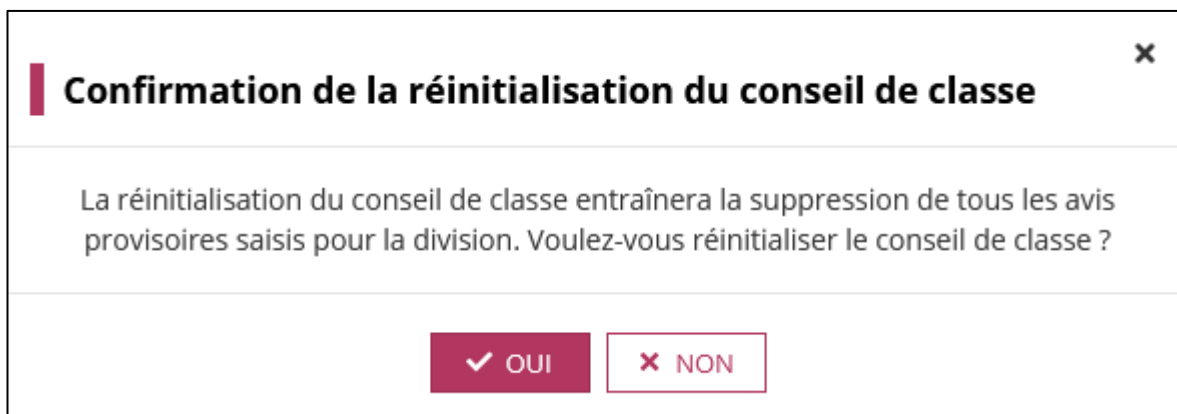 Confirmation de la réinitialisation du conseil de classe
La réinitialisation du conseil de classe entraînera la suppression de tous les avis
provisoires saisis pour la division. Voulez-vous réinitialiser le conseil de classe ?
OUI
NON